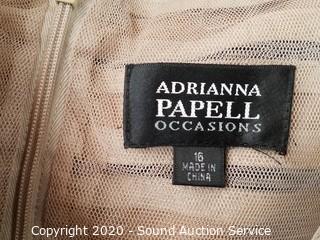 ADRIANNA
PAPELL
OCCASIONS
16
MADE IN
CHINA
Copyright 2020 - Sound Auction Service